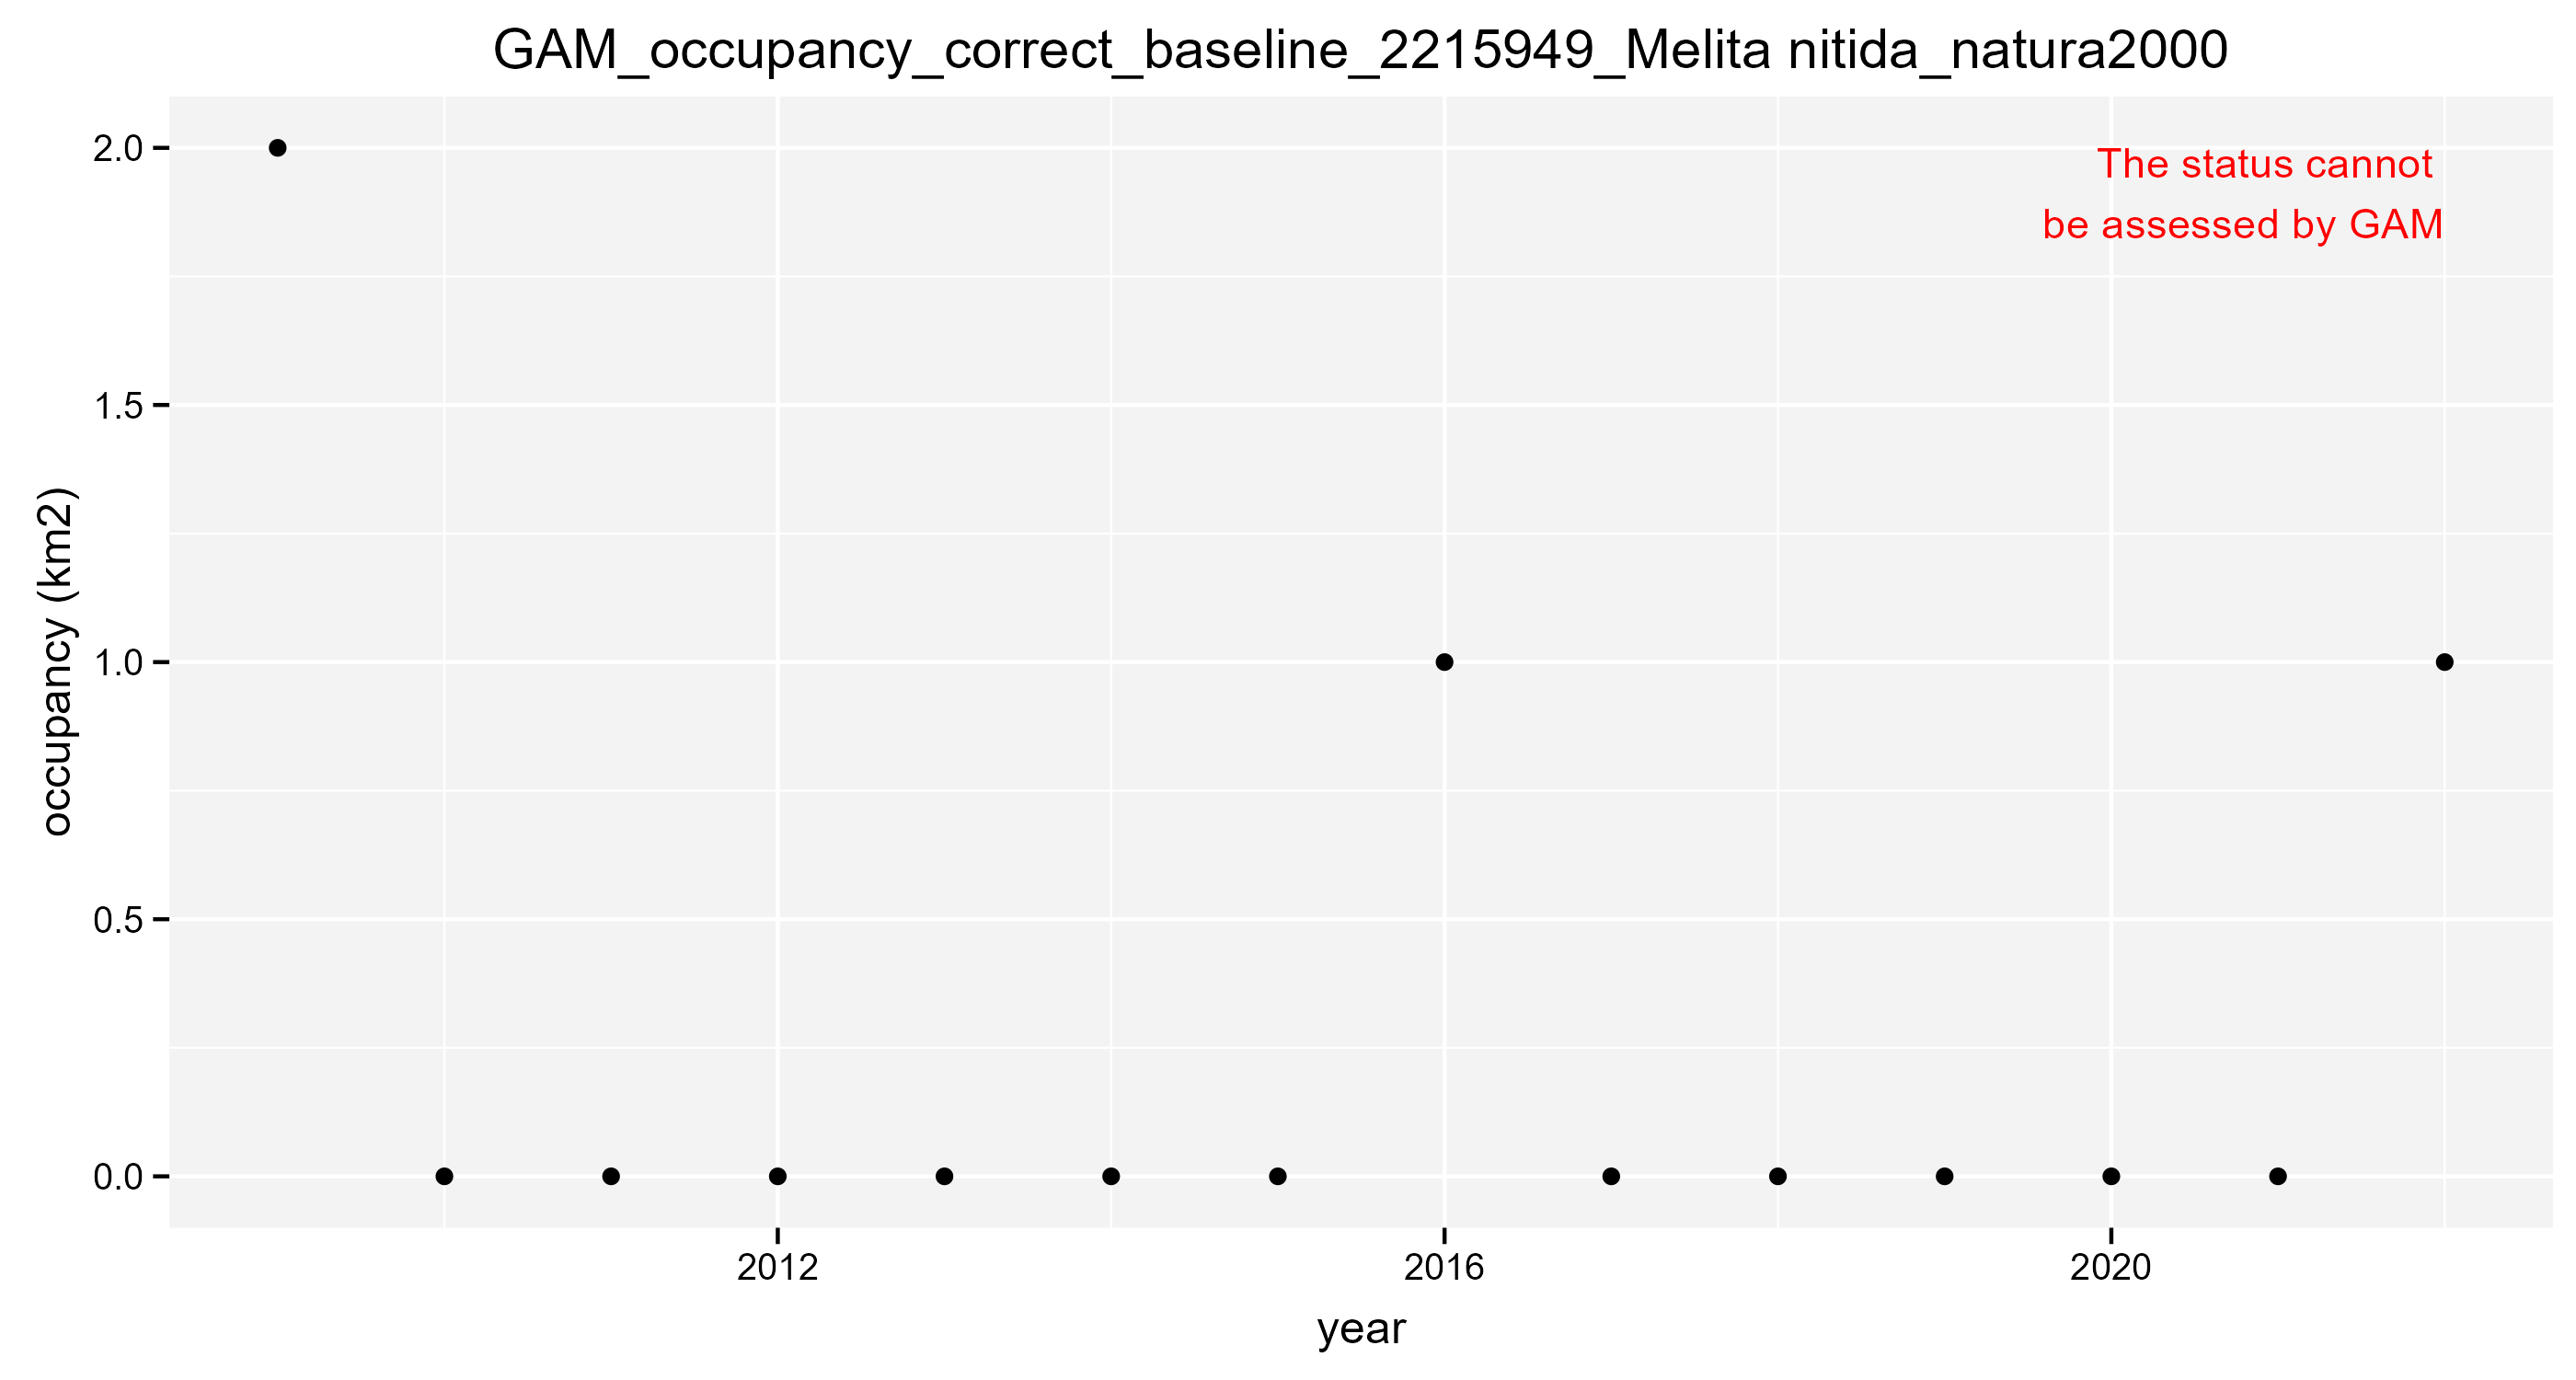 GAM_occupancy_correct_baseline_2215949_Melita nitida_natura2000
The status cannot
be assessed by GAM
occupancy (km2)
2.0
1.5
1.0
0.5
0.0
2012
2016
2020
year